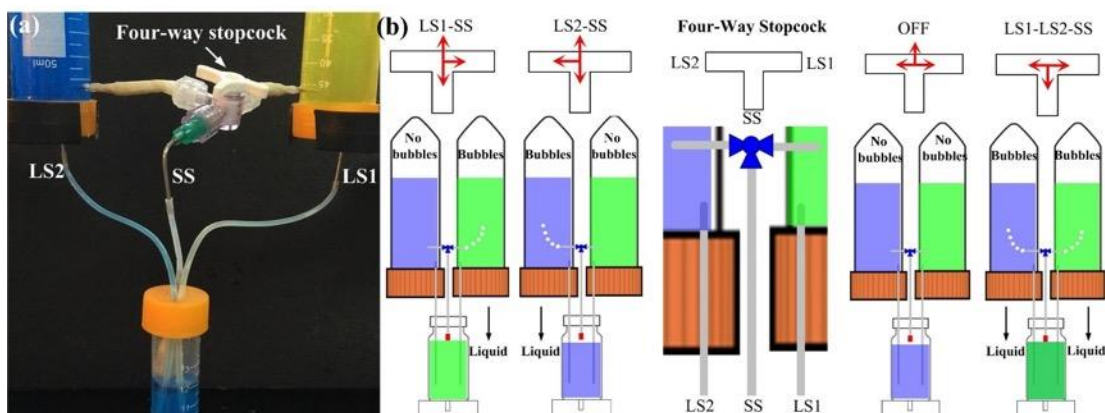 (a)
Four-way stopcock
50ml
40
45
LS2
SS
LS1
(b)
LS1-SS
LS2-SS
Four-Way Stopcock
OFF
LS1-LS2-SS
LS2
LS1
SS
No
bubbles
Bubbles
Bubbles
No
bubbles
No
bubbles
No
bubbles
Bubbles
Bubbles
Liquid
Liquid
Liquid
Liquid
LS2
SS
LS1